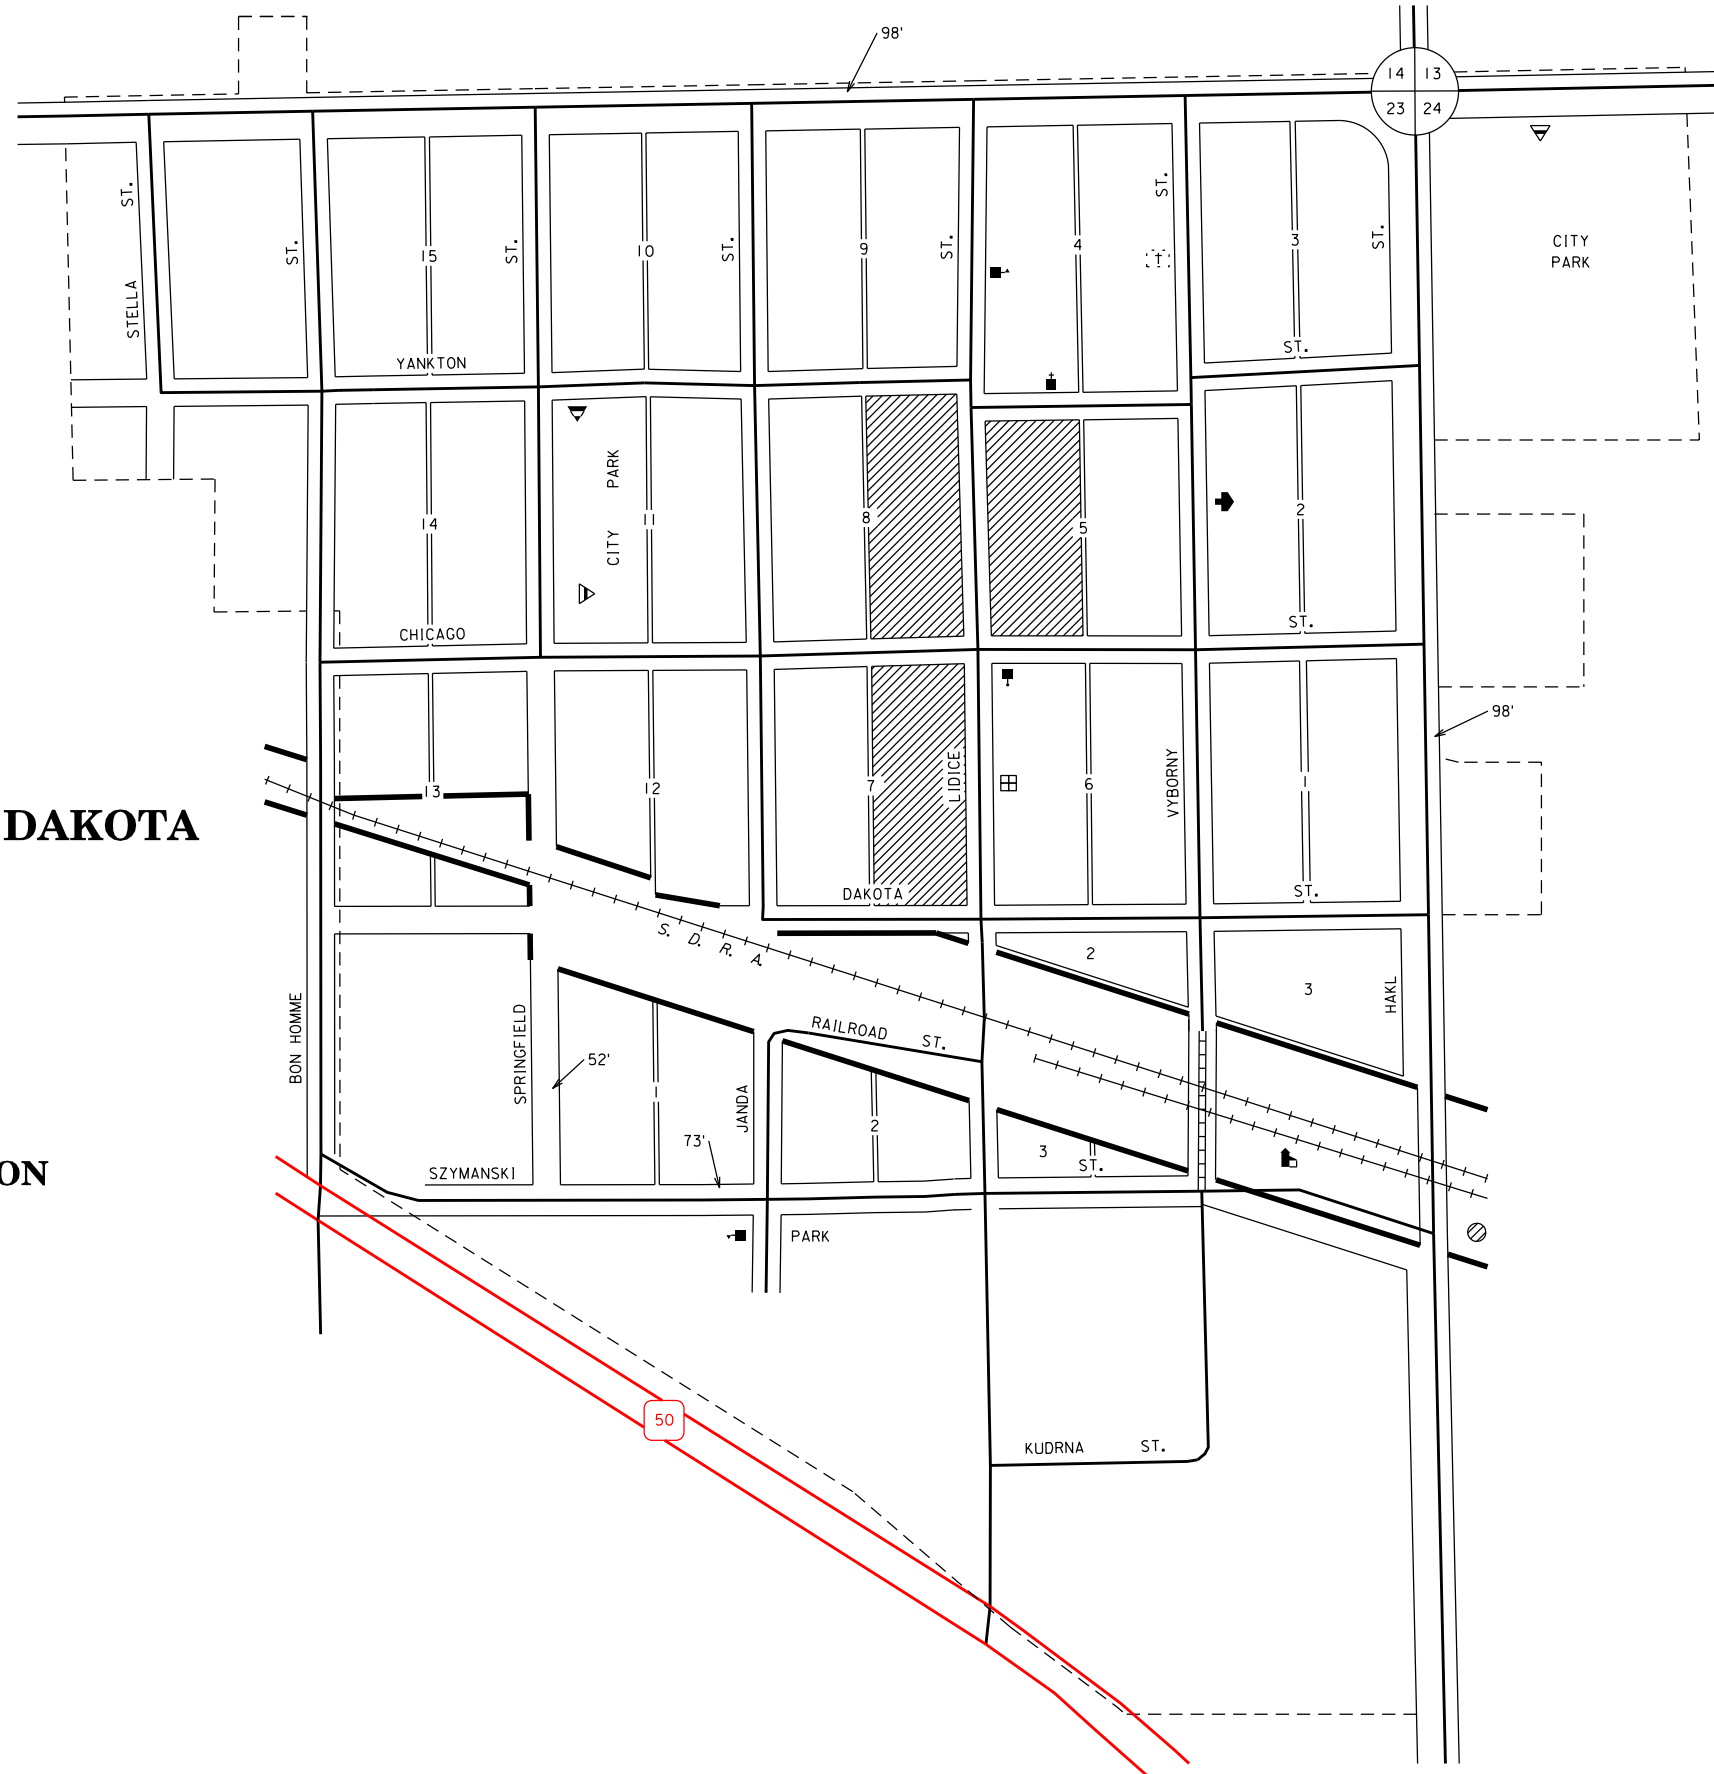 98'
14 13
23 24
STELLA ST.
ST.
ST.
ST.
ST.
ST.
ST.
15
10
9
4
3
CITY
PARK
YANKTON ST.
14
CITY PARK
11
8
5
2
CHICAGO ST.
98'
13
12
7
LIDICE
6
VYBORNY
1
DAKOTA
DAKOTA ST.
S. D. R. A.
2
3
HAKL
BON HOMME
SPRINGFIELD
52'
1
JANDA
RAILROAD ST.
2
3
73'
SZYMANSKI ST.
ON
PARK
50
KUDRNA ST.